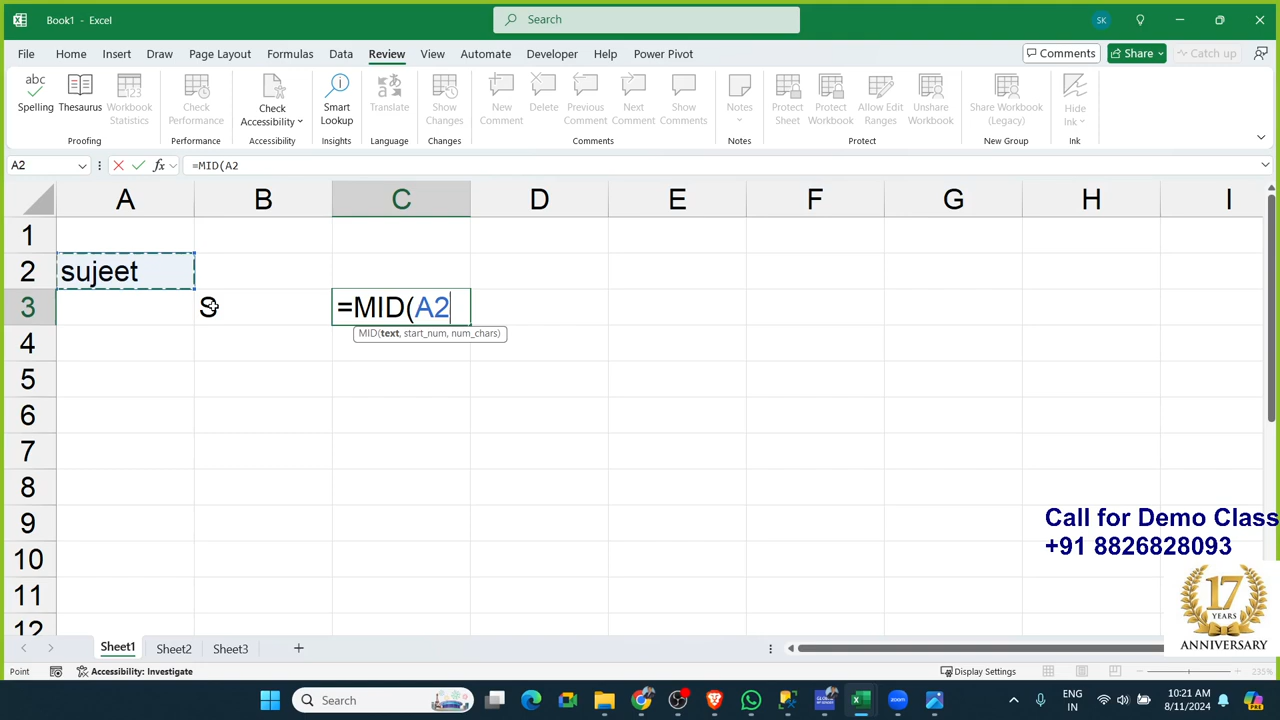 Book1 - Excel
Search
SK
File Home Insert Draw Page Layout Formulas Data Review View Automate Developer Help Power Pivot
Comments Share Catch up
abc
Spelling Thesaurus Workbook Statistics
Proofing
Check Performance
Performance
Check Accessibility
Accessibility
Smart Lookup
Insights
Translate
Language
Show Changes
Changes
New Comment Delete Previous Comment Next Comment Show Comments
Comments
Notes
Notes
Protect Sheet Protect Workbook Allow Edit Ranges Unshare Workbook
Protect
Share Workbook (Legacy)
New Group
Hide Ink
Ink
A2 fx =MID(A2
A B C D E F G H I
1
2 sujeet
3 S =MID(A2
MID(text, start_num, num_chars)
4
5
6
7
8
9
10
11
12
Call for Demo Class
+91 8826828093
17
YEARS
ANNIVERSARY
Sheet1 Sheet2 Sheet3
Point Accessibility: Investigate Display Settings 235%
Search
ENG
IN
10:21 AM
8/11/2024
zoom
PRE